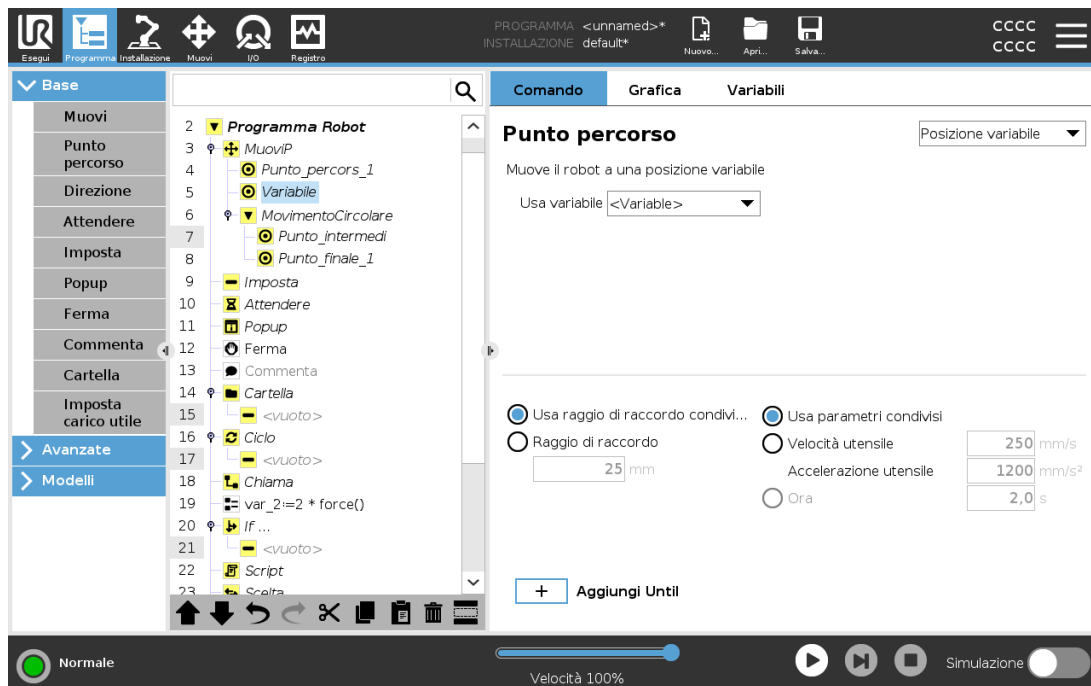 PROGRAMMA <unnamed>*
INSTALLAZIONE default*
CCCC
CCCC
Esegui
Programma
Installazione
Muovi
I/O
Registro
Nuovo...
Apri...
Salva...
Base
Muovi
Punto
percorso
Direzione
Attendere
Imposta
Popup
Ferma
Commenta
Cartella
Imposta
carico utile
Avanzate
Modelli
2 Programma Robot
3 MuoviP
4 Punto_percors_1
5 Variabile
6 MovimentoCircolare
7 Punto_intermedi
8 Punto_finale_1
9 Imposta
10 Attendere
11 Popup
12 Ferma
13 Commenta
14 Cartella
15 <vuoto>
16 Ciclo
17 <vuoto>
18 Chiama
19 var_2:=2 * force()
20 If ...
21 <vuoto>
22 Script
23 Scelta
Comando
Grafica
Variabili
Punto percorso
Posizione variabile
Muove il robot a una posizione variabile
Usa variabile <Variable>
Usa raggio di raccordo condivi...
Raggio di raccordo
25 mm
Usa parametri condivisi
Velocità utensile 250 mm/s
Accelerazione utensile 1200 mm/s²
Ora 2,0 s
+ Aggiungi Until
Normale
Velocità 100%
Simulazione